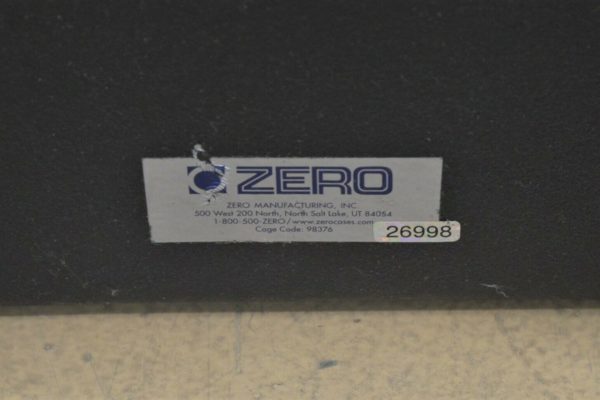 ZERO
ZERO MANUFACTURING, INC.
500 West 200 North, North Salt Lake, UT 84054
1-800-500-ZERO/www.zerocases.com
Cage Code: 98376
26998